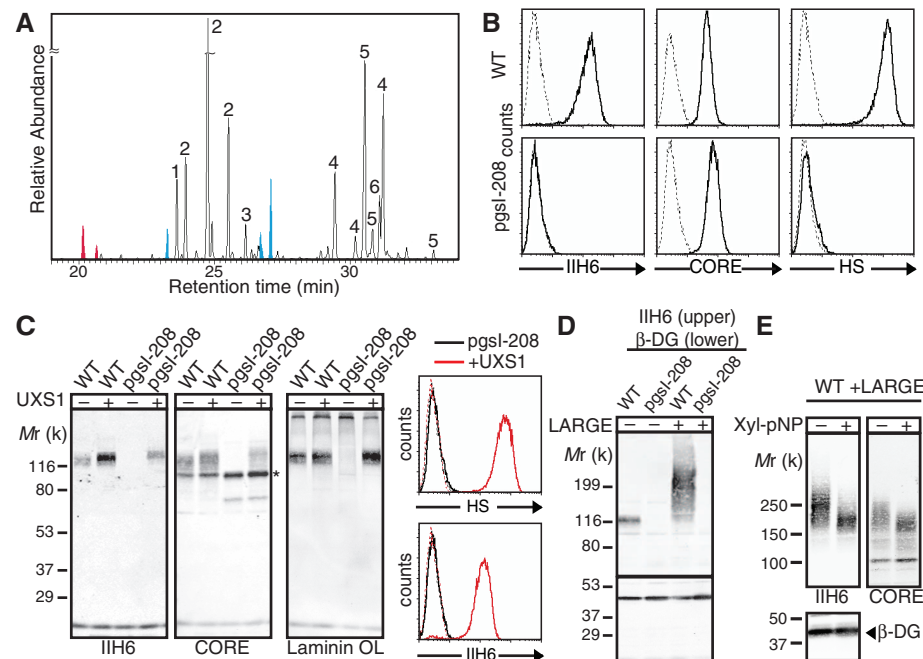 A
Relative Abundance
2
2
2
1
3
4
4
5
5
4
6
5
20
25
30
Retention time (min)
B
WT
counts
pgsI-208
IIH6
CORE
HS
C
WT
WT
pgsI-208
pgsI-208
WT
WT
pgsI-208
pgsI-208
WT
WT
pgsI-208
pgsI-208
UXS1
− + − +
− + − +
− + − +
Mr (k)
116
80
53
37
29
*
IIH6
CORE
Laminin OL
pgsI-208
+UXS1
counts
HS
counts
IIH6
D
IIH6 (upper)
β-DG (lower)
WT
pgsI-208
WT
pgsI-208
LARGE
− − + +
Mr (k)
199
116
80
53
37
29
E
WT +LARGE
Xyl-pNP
− + − +
Mr (k)
250
150
100
IIH6
CORE
50
37
β-DG